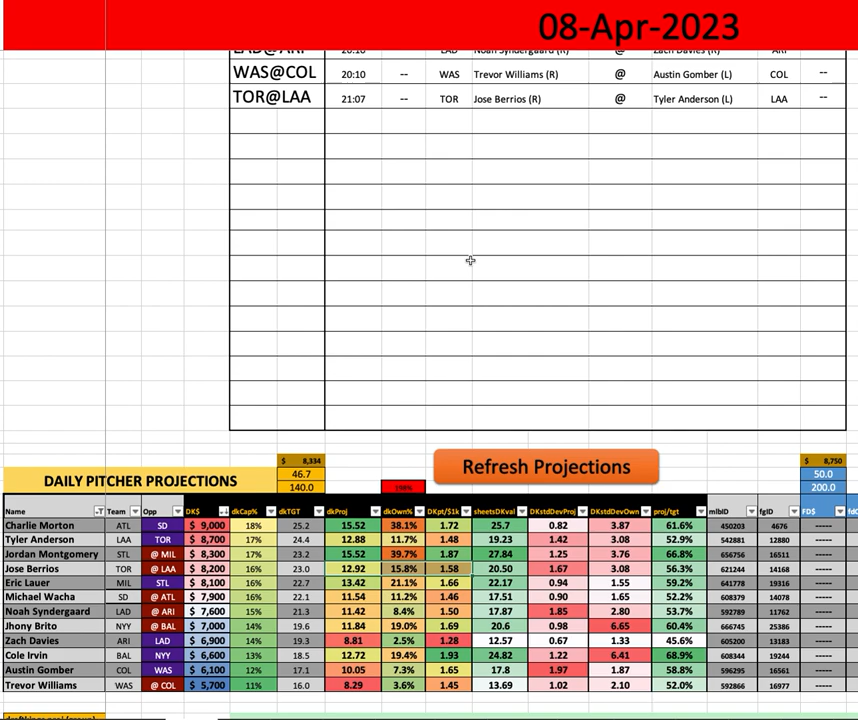 08-Apr-2023
LAD@ARI 20:10 LAD Noah Syndergaard (R) @ Zach Davies (R) ARI
WAS@COL 20:10 -- WAS Trevor Williams (R) @ Austin Gomber (L) COL --
TOR@LAA 21:07 -- TOR Jose Berrios (R) @ Tyler Anderson (L) LAA --
$ 8,334 $ 8,750
Refresh Projections
46.7 50.0
DAILY PITCHER PROJECTIONS
140.0 200.0
Name Team Opp DK$ dkCap% dkTGT dkProj dkOwn% DKpt/$1k sheetsDKval DKstdDevProj DKstdDevOwn proj/tgt mlbID fgID FD$
Charlie Morton ATL SD $ 9,000 18% 25.2 15.52 38.1% 1.72 25.7 0.82 3.87 61.6% 450203 4676 -----
Tyler Anderson LAA TOR $ 8,700 17% 24.4 12.88 11.7% 1.48 19.23 1.42 3.08 52.9% 542881 12880 -----
Jordan Montgomery STL @ MIL $ 8,300 17% 23.2 15.52 39.7% 1.87 27.84 1.25 3.76 66.8% 656756 16511 -----
Jose Berrios TOR @ LAA $ 8,200 16% 23.0 12.92 15.8% 1.58 20.50 1.67 3.08 56.3% 621244 14168 -----
Eric Lauer MIL STL $ 8,100 16% 22.7 13.42 21.1% 1.66 22.17 0.94 1.55 59.2% 641778 19316 -----
Michael Wacha SD @ ATL $ 7,900 16% 22.1 11.54 11.2% 1.46 17.51 0.90 1.65 52.2% 608379 14078 -----
Noah Syndergaard LAD @ ARI $ 7,600 15% 21.3 11.42 8.4% 1.50 17.87 1.85 2.80 53.7% 592789 11762 -----
Jhony Brito NYY @ BAL $ 7,000 14% 19.6 11.84 19.0% 1.69 20.6 0.98 6.65 60.4% 666745 25386 -----
Zach Davies ARI LAD $ 6,900 14% 19.3 8.81 2.5% 1.28 12.57 0.67 1.33 45.6% 605200 13183 -----
Cole Irvin BAL NYY $ 6,600 13% 18.5 12.72 19.4% 1.93 24.82 1.22 6.41 68.9% 608344 19244 -----
Austin Gomber COL WAS $ 6,100 12% 17.1 10.05 7.3% 1.65 17.8 1.97 1.87 58.8% 596295 16561 -----
Trevor Williams WAS @ COL $ 5,700 11% 16.0 8.29 3.6% 1.45 13.69 1.02 2.10 52.0% 592866 16977 -----